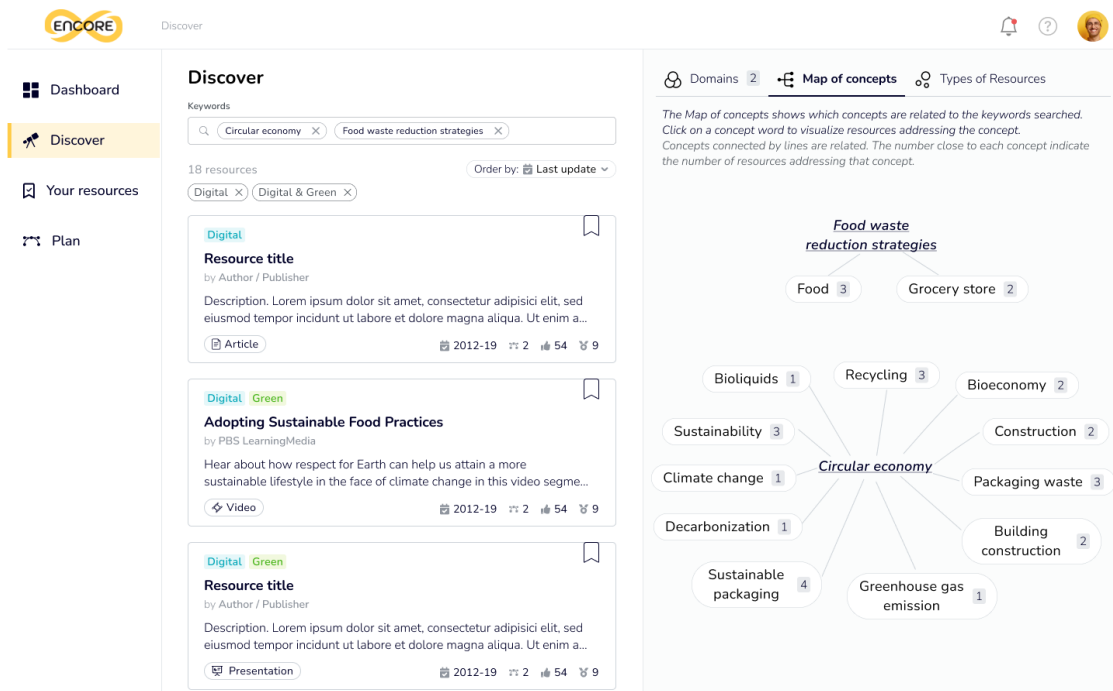 ENCORE
Discover
Dashboard
Discover
Your resources
Plan
Discover
Keywords
Circular economy
Food waste reduction strategies
18 resources
Order by: Last update
Digital
Digital & Green
Digital
Resource title
by Author / Publisher
Description. Lorem ipsum dolor sit amet, consectetur adipisici elit, sed
eiusmod tempor incidunt ut labore et dolore magna aliqua. Ut enim a...
Article
2012-19 2 54 9
Digital Green
Adopting Sustainable Food Practices
by PBS LearningMedia
Hear about how respect for Earth can help us attain a more
sustainable lifestyle in the face of climate change in this video segme...
Video
2012-19 2 54 9
Digital Green
Resource title
by Author / Publisher
Description. Lorem ipsum dolor sit amet, consectetur adipisici elit, sed
eiusmod tempor incidunt ut labore et dolore magna aliqua. Ut enim a...
Presentation
2012-19 2 54 9
Domains 2
Map of concepts
Types of Resources
The Map of concepts shows which concepts are related to the keywords searched.
Click on a concept word to visualize resources addressing the concept.
Concepts connected by lines are related. The number close to each concept indicate
the number of resources addressing that concept.
Food waste
reduction strategies
Food 3
Grocery store 2
Bioliquids 1
Recycling 3
Bioeconomy 2
Sustainability 3
Construction 2
Circular economy
Climate change 1
Packaging waste 3
Decarbonization 1
Building
construction 2
Sustainable
packaging 4
Greenhouse gas
emission 1